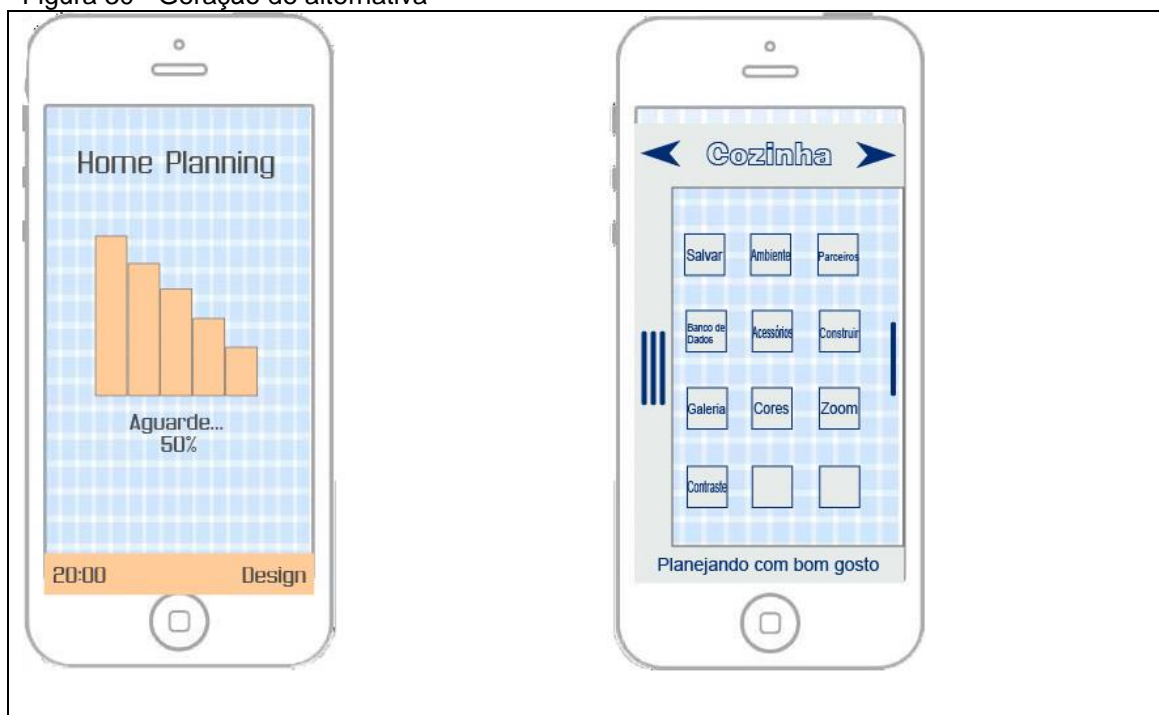 Home Planning
Aguarde...
50%
20:00 Design
Cozinha
Salvar Ambiente Parceiros
Banco de
Dados
Acessórios Construir
Galeria Cores Zoom
Contraste
Planejando com bom gosto